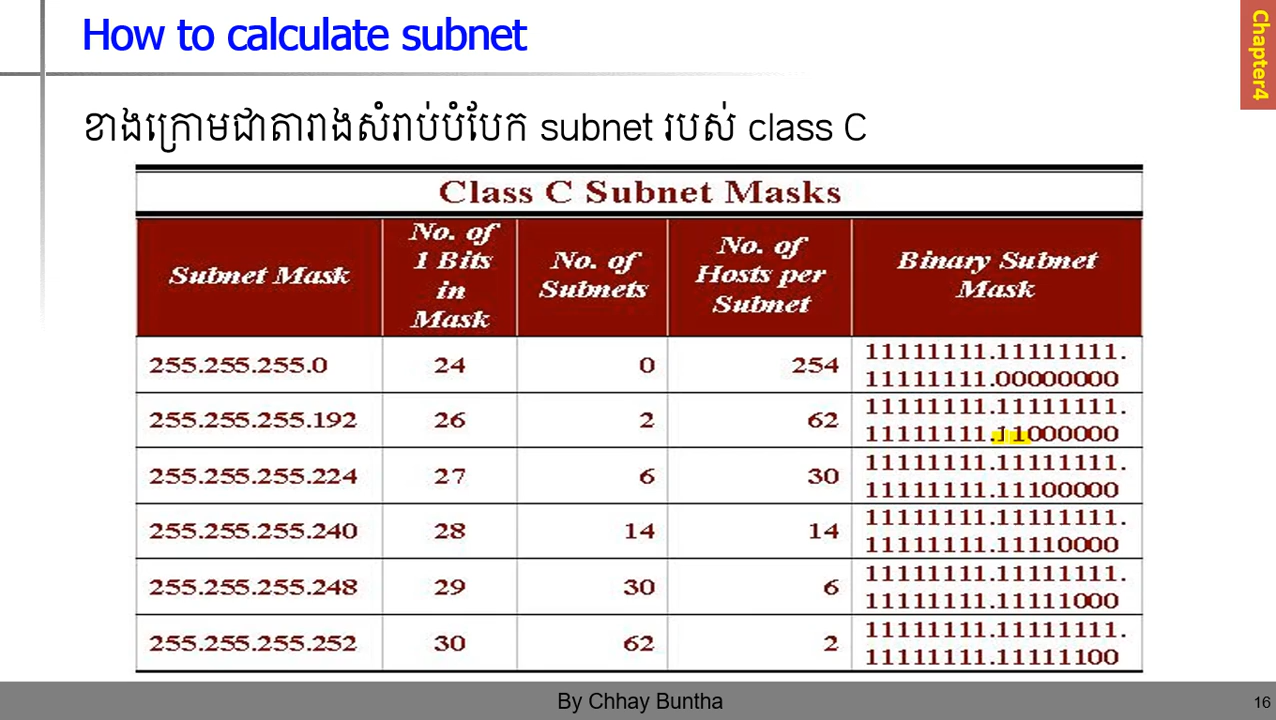 How to calculate subnet
Chapter4
ខាងក្រោមជាតារាងសំរាប់បំបែក subnet របស់ class C
Class C Subnet Masks
Subnet Mask
No. of
1 Bits
in
Mask
No. of
Subnets
No. of
Hosts per
Subnet
Binary Subnet
Mask
255.255.255.0 24 0 254 11111111.11111111.
11111111.00000000
255.255.255.192 26 2 62 11111111.11111111.
11111111.11000000
255.255.255.224 27 6 30 11111111.11111111.
11111111.11100000
255.255.255.240 28 14 14 11111111.11111111.
11111111.11110000
255.255.255.248 29 30 6 11111111.11111111.
11111111.11111000
255.255.255.252 30 62 2 11111111.11111111.
11111111.11111100
By Chhay Buntha
16